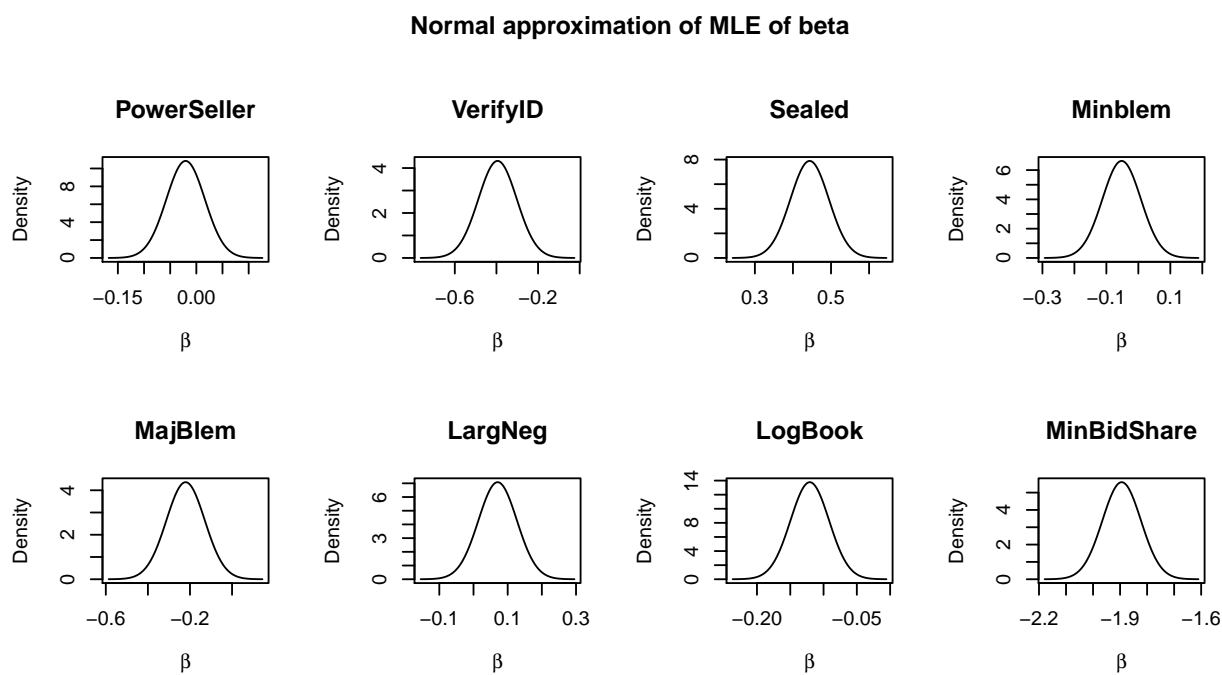 Normal approximation of MLE of beta
PowerSeller
Density
0 4 8
−0.15 0.00
β
VerifyID
Density
0 2 4
−0.6 −0.2
β
Sealed
Density
0 4 8
0.3 0.5
β
Minblem
Density
0 2 4 6
−0.3 −0.1 0.1
β
MajBlem
Density
0 2 4
−0.6 −0.2
β
LargNeg
Density
0 3 6
−0.1 0.1 0.3
β
LogBook
Density
0 4 8 14
−0.20 −0.05
β
MinBidShare
Density
0 2 4
−2.2 −1.9 −1.6
β